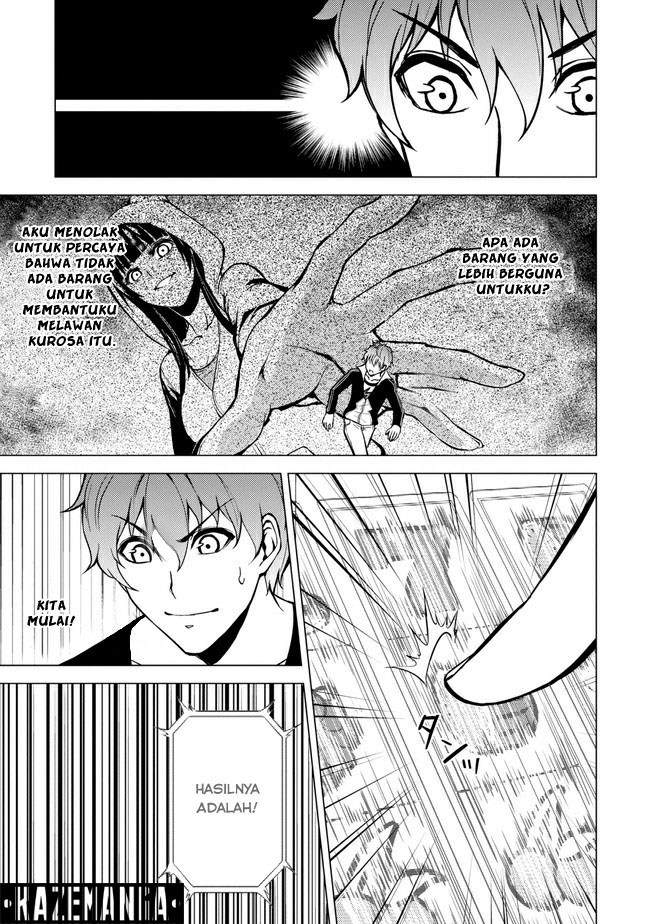 APA ADA
BARANG YANG
LEBIH BERGUNA
UNTUKKU?
AKU MENOLAK
UNTUK PERCAYA
BAHWA TIDAK
ADA BARANG
UNTUK
MEMBANTUKU
MELAWAN
KUROSA ITU.
タンッ
KITA
MULAI!
HASILNYA
ADALAH!
·KAZEMANGA·